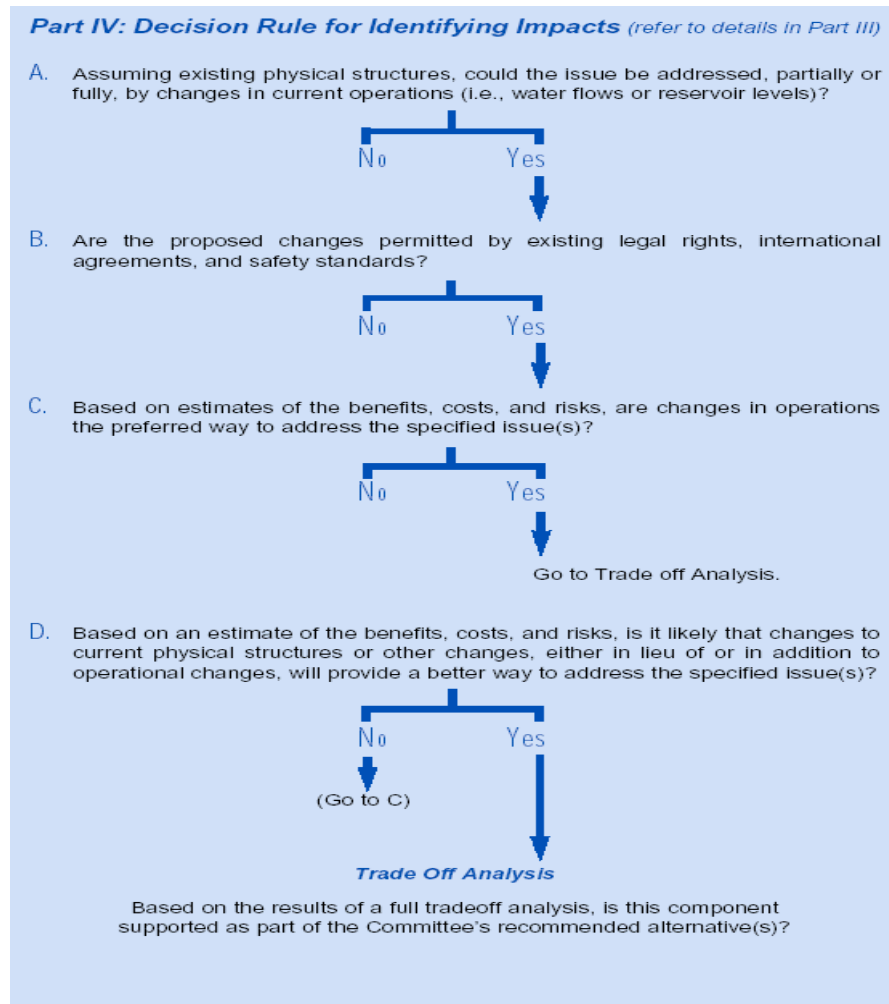 Part IV: Decision Rule for Identifying Impacts (refer to details in Part III)
A. Assuming existing physical structures, could the issue be addressed, partially or
fully, by changes in current operations (i.e., water flows or reservoir levels)?
No Yes
B. Are the proposed changes permitted by existing legal rights, international
agreements, and safety standards?
No Yes
C. Based on estimates of the benefits, costs, and risks, are changes in operations
the preferred way to address the specified issue(s)?
No Yes
Go to Trade off Analysis.
D. Based on an estimate of the benefits, costs, and risks, is it likely that changes to
current physical structures or other changes, either in lieu of or in addition to
operational changes, will provide a better way to address the specified issue(s)?
No Yes
(Go to C)
Trade Off Analysis
Based on the results of a full tradeoff analysis, is this component
supported as part of the Committee's recommended alternative(s)?